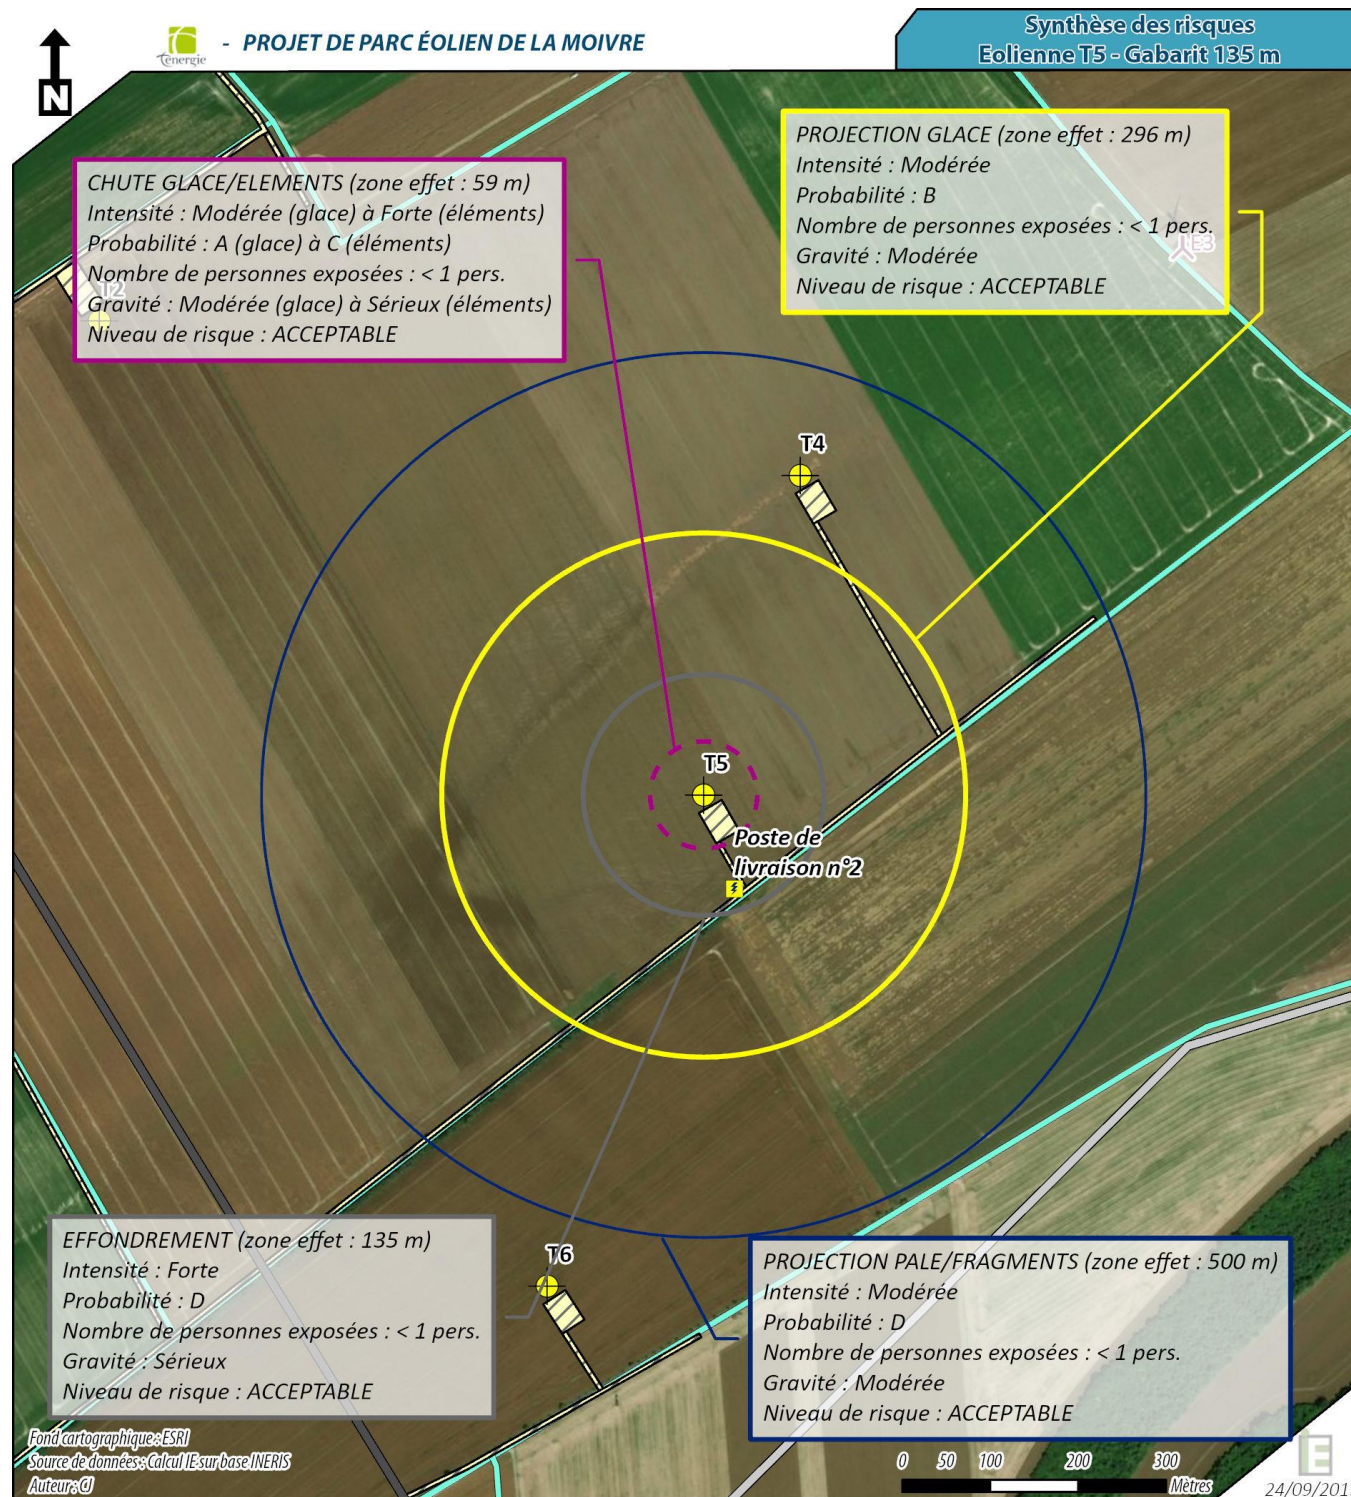 N
Tenergie
- PROJET DE PARC ÉOLIEN DE LA MOIVRE
Synthèse des risques
Eolienne T5 - Gabarit 135 m
PROJECTION GLACE (zone effet : 296 m)
Intensité : Modérée
Probabilité : B
Nombre de personnes exposées : < 1 pers.
Gravité : Modérée
Niveau de risque : ACCEPTABLE
E3
CHUTE GLACE/ELEMENTS (zone effet : 59 m)
Intensité : Modérée (glace) à Forte (éléments)
Probabilité : A (glace) à C (éléments)
Nombre de personnes exposées : < 1 pers.
Gravité : Modérée (glace) à Sérieux (éléments)
Niveau de risque : ACCEPTABLE
T2
T4
T5
Poste de
livraison n°2
EFFONDREMENT (zone effet : 135 m)
Intensité : Forte
Probabilité : D
Nombre de personnes exposées : < 1 pers.
Gravité : Sérieux
Niveau de risque : ACCEPTABLE
T6
PROJECTION PALE/FRAGMENTS (zone effet : 500 m)
Intensité : Modérée
Probabilité : D
Nombre de personnes exposées : < 1 pers.
Gravité : Modérée
Niveau de risque : ACCEPTABLE
Fond cartographique : ESRI
Source de données : Calcul IE sur base INERIS
Auteur : CJ
0 50 100 200 300
Mètres
IE
24/09/201